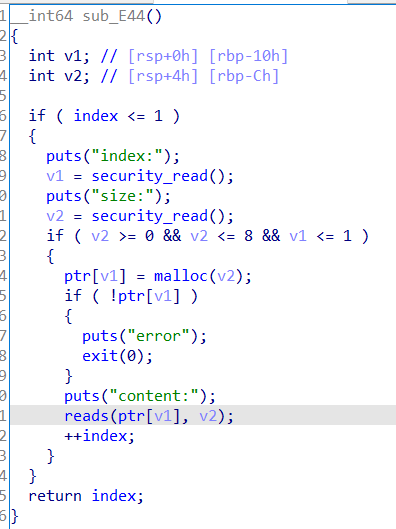 1 __int64 sub_E44()
2 {
3 int v1; // [rsp+0h] [rbp-10h]
4 int v2; // [rsp+4h] [rbp-Ch]
5
6 if ( index <= 1 )
7 {
8 puts("index:");
9 v1 = security_read();
0 puts("size:");
1 v2 = security_read();
2 if ( v2 >= 0 && v2 <= 8 && v1 <= 1 )
3 {
4 ptr[v1] = malloc(v2);
5 if ( !ptr[v1] )
6 {
7 puts("error");
8 exit(0);
9 }
0 puts("content:");
1 reads(ptr[v1], v2);
2 ++index;
3 }
4 }
5 return index;
6 }